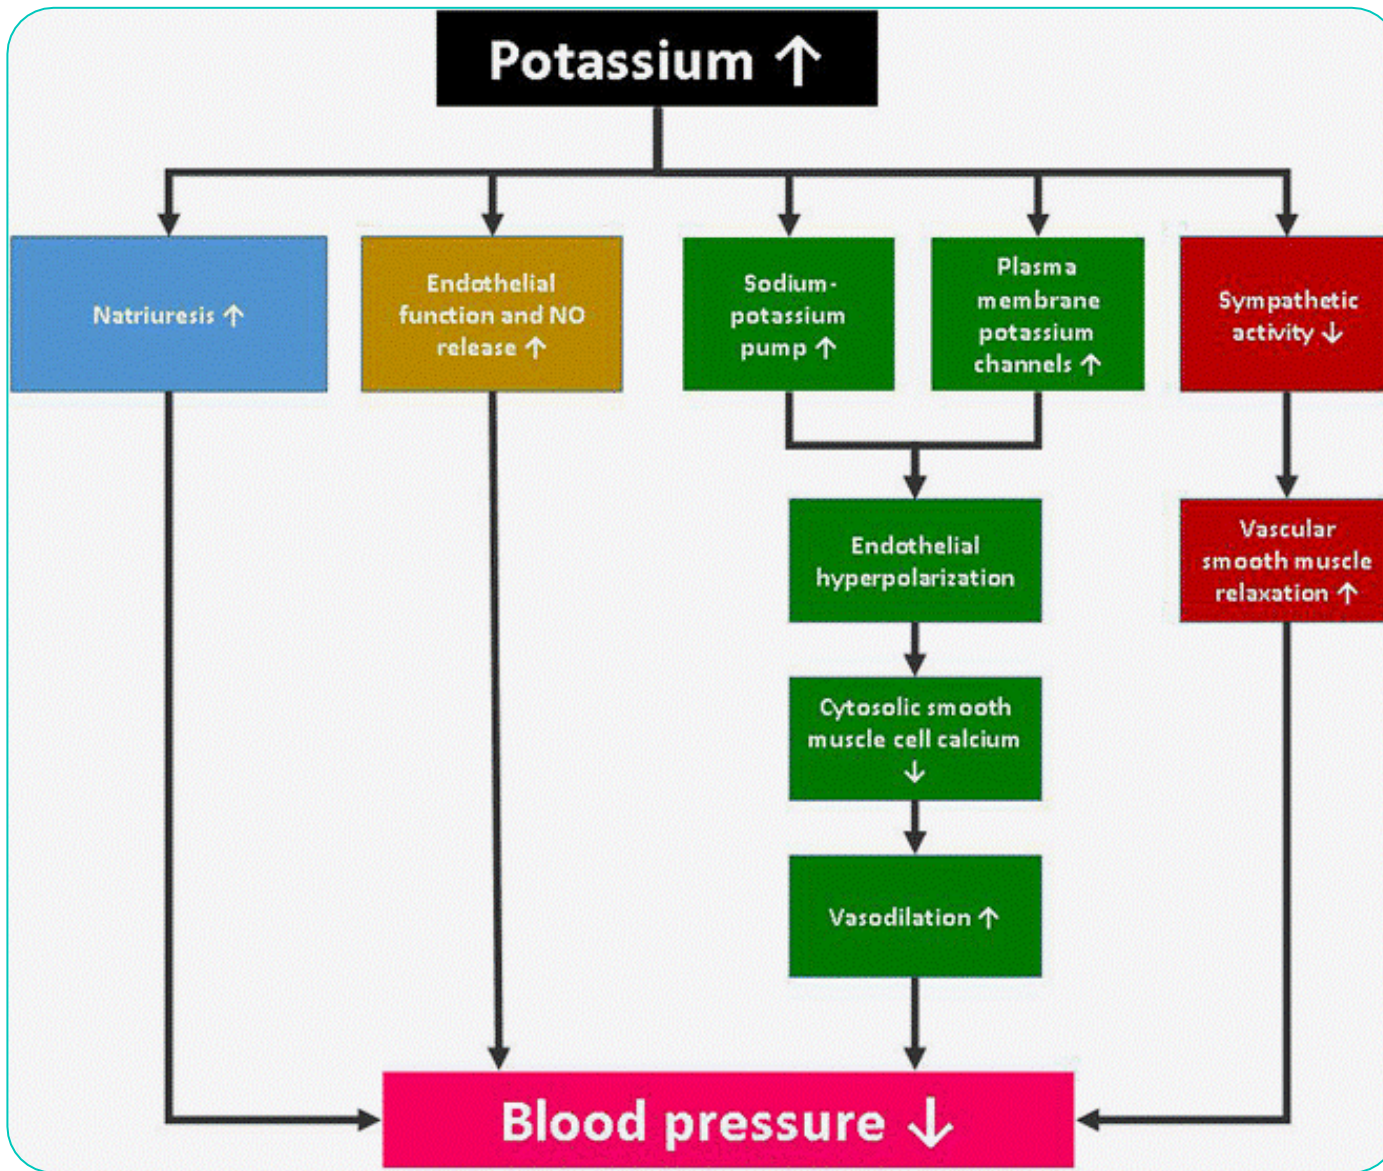 Potassium ↑
Natriuresis ↑
Endothelial
function and NO
release ↑
Sodium-
potassium
pump ↑
Plasma
membrane
potassium
channels ↑
Sympathetic
activity ↓
Endothelial
hyperpolarization
Vascular
smooth muscle
relaxation ↑
Cytosolic smooth
muscle cell calcium
↓
Vasodilation ↑
Blood pressure ↓